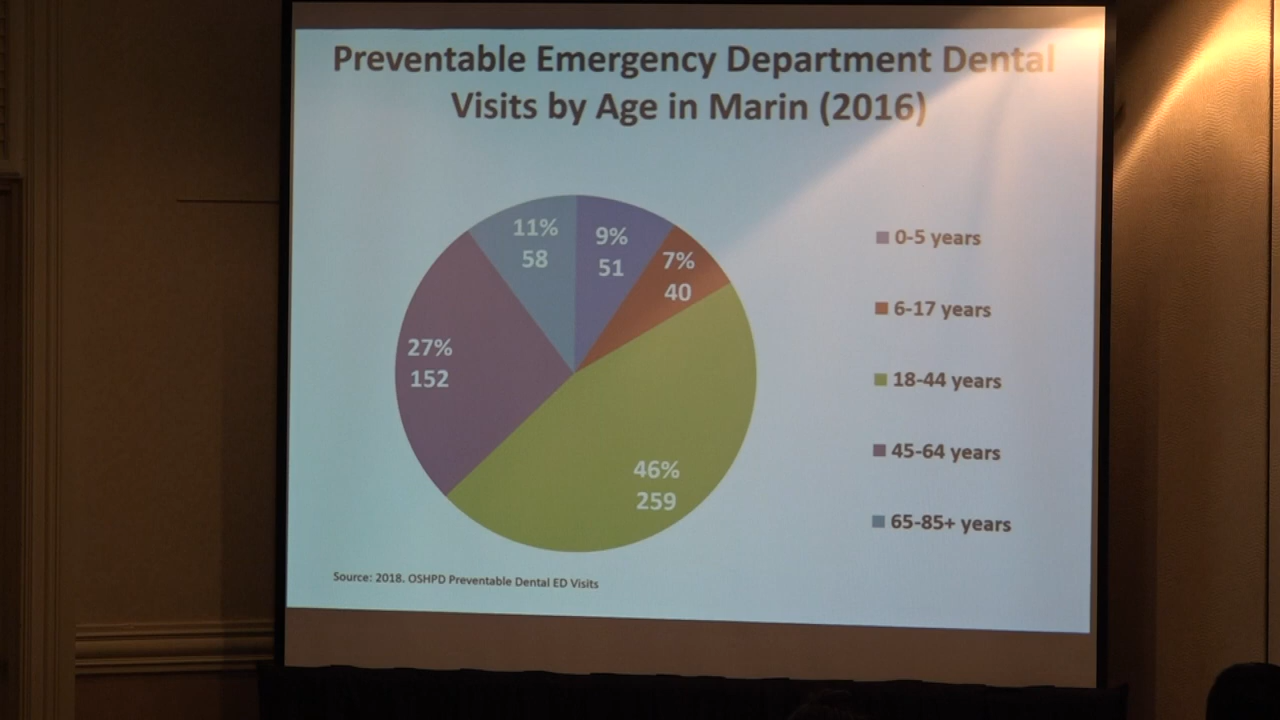 Preventable Emergency Department Dental
Visits by Age in Marin (2016)
11%
58
9%
51
7%
40
27%
152
46%
259
0-5 years
6-17 years
18-44 years
45-64 years
65-85+ years
Source: 2018. OSHPD Preventable Dental ED Visits